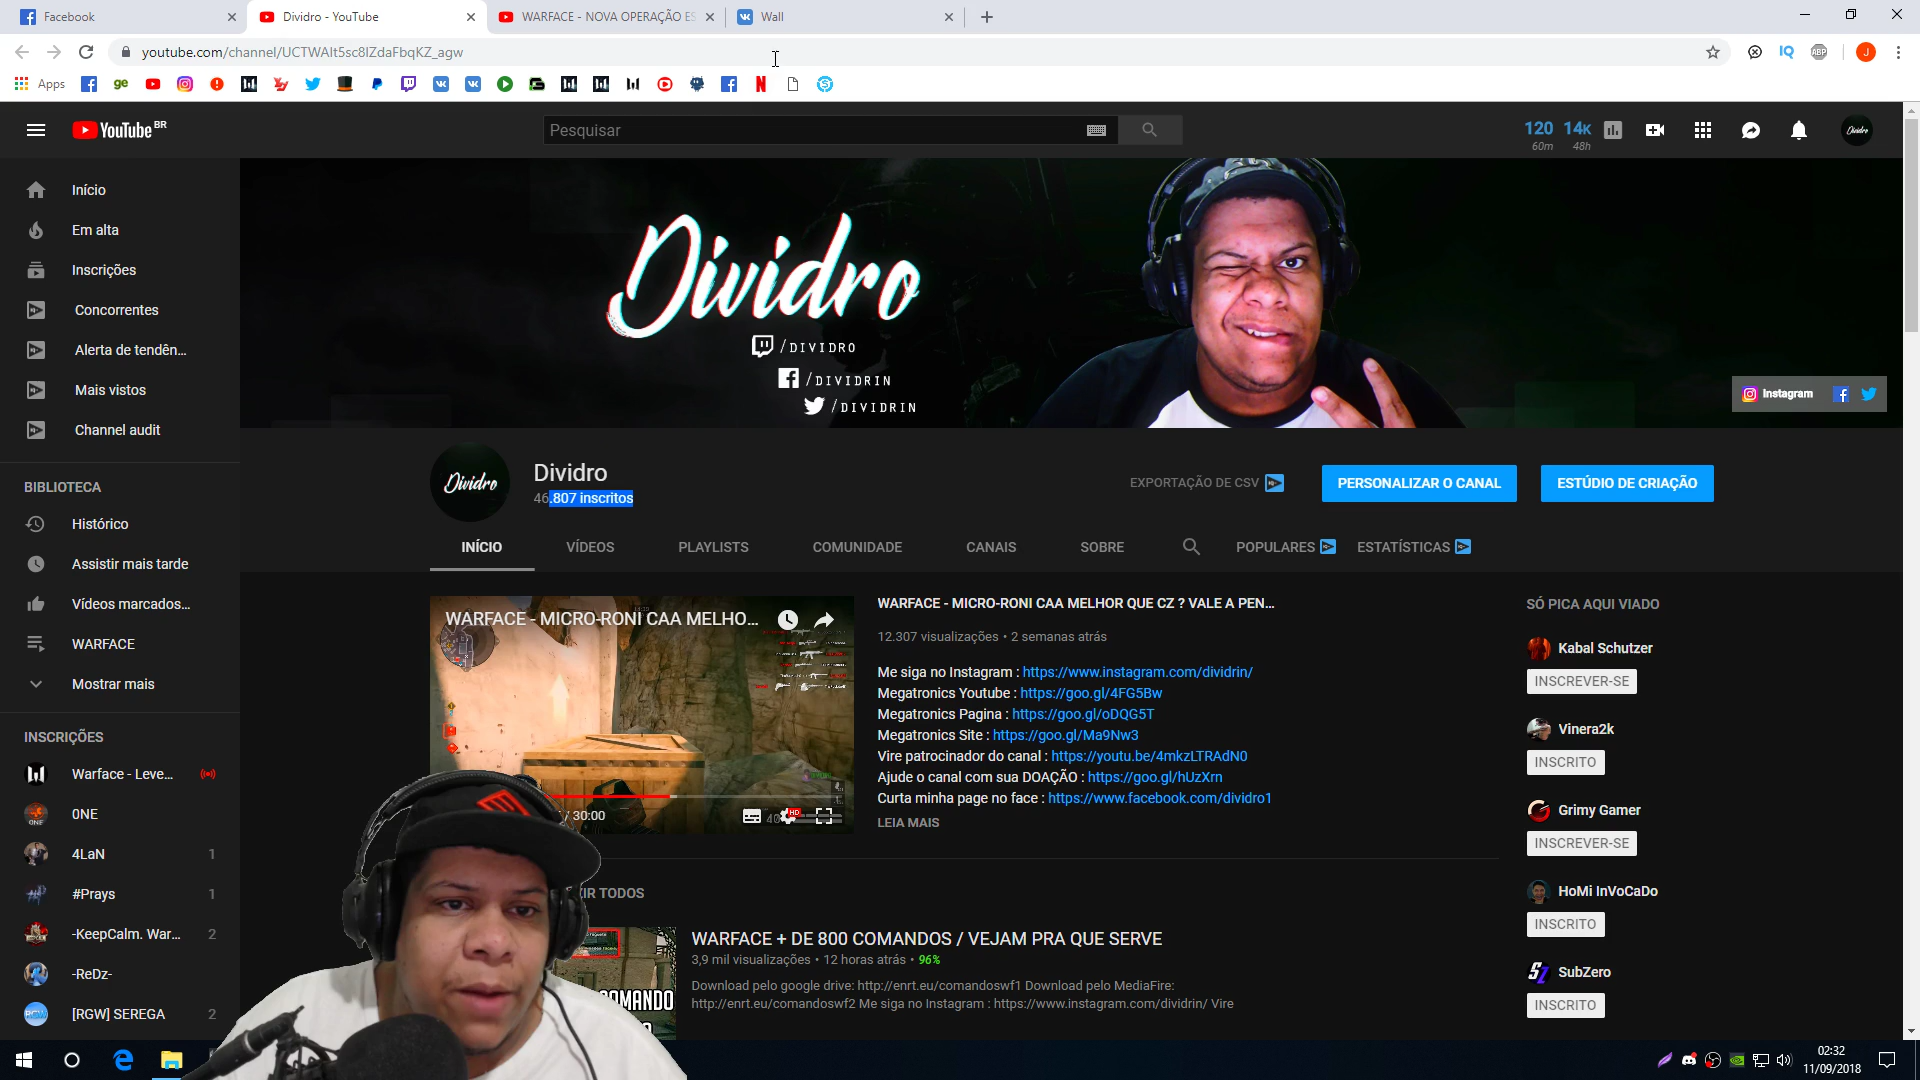 Facebook
Dividro - YouTube
WARFACE - NOVA OPERAÇÃO ES
Wall
youtube.com/channel/UCTWAlt5sc8IZdaFbqKZ_agw
Apps
YouTube BR
Pesquisar
120
60m
14K
48h
Início
Em alta
Inscrições
Concorrentes
Alerta de tendên...
Mais vistos
Channel audit
BIBLIOTECA
Histórico
Assistir mais tarde
Vídeos marcados...
WARFACE
Mostrar mais
INSCRIÇÕES
Warface - Leve...
0NE
4LaN 1
#Prays 1
-KeepCalm. War... 2
-ReDz-
[RGW] SEREGA 2
Dividro
/DIVIDRO
/DIVIDRIN
/DIVIDRIN
Instagram
Dividro
Dividro
46.807 inscritos
EXPORTAÇÃO DE CSV
PERSONALIZAR O CANAL
ESTÚDIO DE CRIAÇÃO
INÍCIO
VÍDEOS
PLAYLISTS
COMUNIDADE
CANAIS
SOBRE
POPULARES
ESTATÍSTICAS
WARFACE - MICRO-RONI CAA MELHO...
/ 30:00
HD
WARFACE - MICRO-RONI CAA MELHOR QUE CZ ? VALE A PEN...
12.307 visualizações • 2 semanas atrás
Me siga no Instagram : https://www.instagram.com/dividrin/
Megatronics Youtube : https://goo.gl/4FG5Bw
Megatronics Pagina : https://goo.gl/oDQG5T
Megatronics Site : https://goo.gl/Ma9Nw3
Vire patrocinador do canal : https://youtu.be/4mkzLTRAdN0
Ajude o canal com sua DOAÇÃO : https://goo.gl/hUzXrn
Curta minha page no face : https://www.facebook.com/dividro1
LEIA MAIS
TODOS
COMANDO
WARFACE + DE 800 COMANDOS / VEJAM PRA QUE SERVE
3,9 mil visualizações • 12 horas atrás • 96%
Download pelo google drive: http://enrt.eu/comandoswf1 Download pelo MediaFire:
http://enrt.eu/comandoswf2 Me siga no Instagram : https://www.instagram.com/dividrin/ Vire
SÓ PICA AQUI VIADO
Kabal Schutzer
INSCREVER-SE
Vinera2k
INSCRITO
Grimy Gamer
INSCREVER-SE
HoMi InVoCaDo
INSCRITO
SubZero
INSCRITO
02:32
11/09/2018